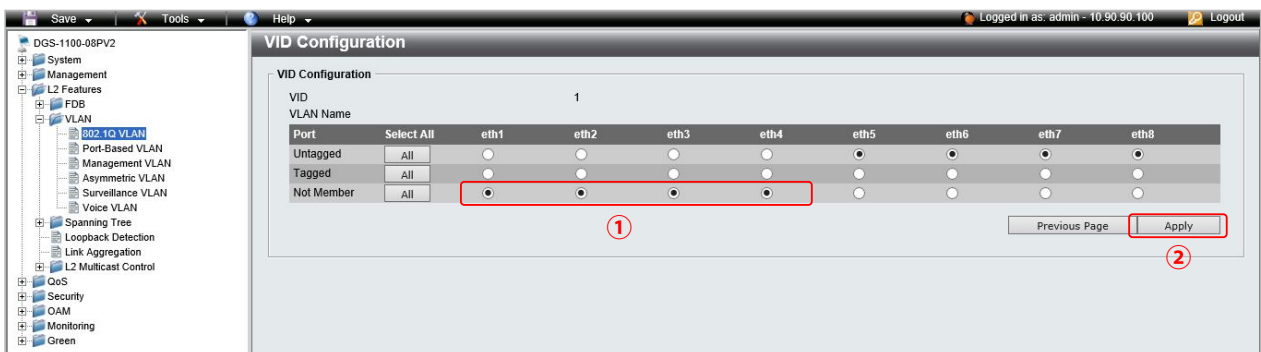 Save Tools Help Logged in as: admin - 10.90.90.100 Logout
DGS-1100-08PV2
System
Management
L2 Features
FDB
VLAN
802.1Q VLAN
Port-Based VLAN
Management VLAN
Asymmetric VLAN
Surveillance VLAN
Voice VLAN
Spanning Tree
Loopback Detection
Link Aggregation
L2 Multicast Control
QoS
Security
OAM
Monitoring
Green
VID Configuration
VID Configuration
VID 1
VLAN Name
Port Select All eth1 eth2 eth3 eth4 eth5 eth6 eth7 eth8
Untagged All
Tagged All
Not Member All
①
Previous Page Apply
②